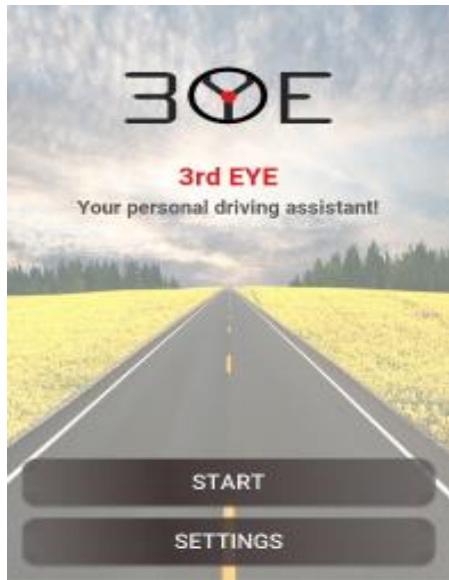 3YE
3rd EYE
Your personal driving assistant!
START
SETTINGS